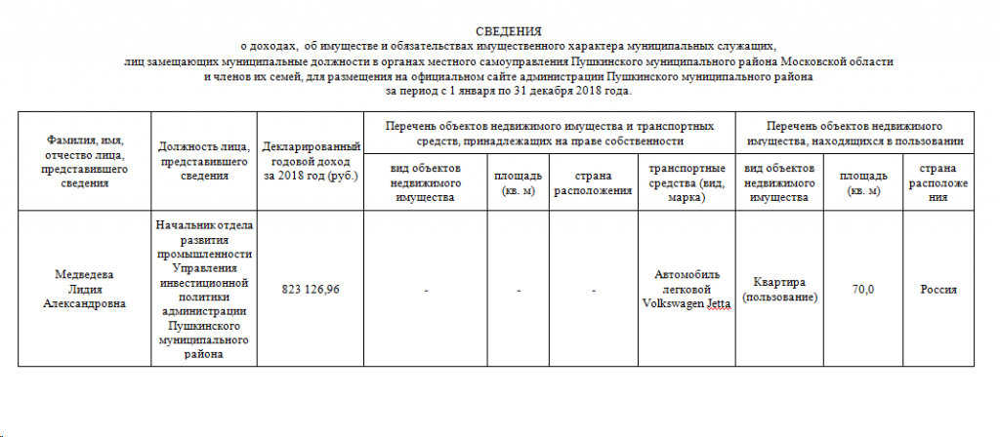 СВЕДЕНИЯ
о доходах, об имуществе и обязательствах имущественного характера муниципальных служащих,
лиц замещающих муниципальные должности в органах местного самоуправления Пушкинского муниципального района Московской области
и членов их семей, для размещения на официальном сайте администрации Пушкинского муниципального района
за период с 1 января по 31 декабря 2018 года.
Фамилия, имя,
отчество лица,
представившего
сведения
Должность лица,
представившего
сведения
Декларированный
годовой доход
за 2018 год (руб.)
Перечень объектов недвижимого имущества и транспортных
средств, принадлежащих на праве собственности
Перечень объектов недвижимого
имущества, находящихся в пользовании
вид объектов
недвижимого
имущества
площадь
(кв. м)
страна
расположения
транспортные
средства (вид,
марка)
вид объектов
недвижимого
имущества
площадь
(кв. м)
страна
расположе
ния
Медведева
Лидия
Александровна
Начальник отдела
развития
промышленности
Управления
инвестиционной
политики
администрации
Пушкинского
муниципального
района
823 126,96
-
-
-
Автомобиль
легковой
Volkswagen Jetta
Квартира
(пользование)
70,0
Россия